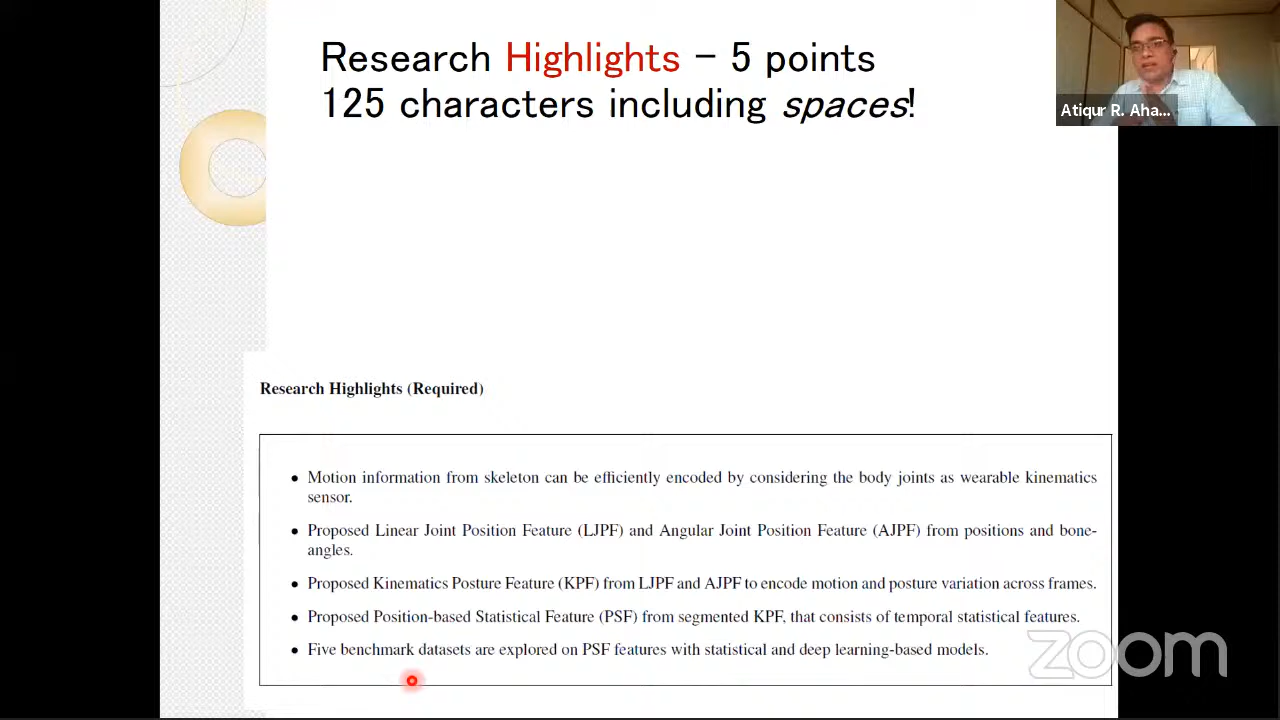 Research Highlights – 5 points
125 characters including spaces!
Atiqur R. Aha...
Research Highlights (Required)
• Motion information from skeleton can be efficiently encoded by considering the body joints as wearable kinematics
sensor.
• Proposed Linear Joint Position Feature (LJPF) and Angular Joint Position Feature (AJPF) from positions and bone-
angles.
• Proposed Kinematics Posture Feature (KPF) from LJPF and AJPF to encode motion and posture variation across frames.
• Proposed Position-based Statistical Feature (PSF) from segmented KPF, that consists of temporal statistical features.
• Five benchmark datasets are explored on PSF features with statistical and deep learning-based models.
zoom